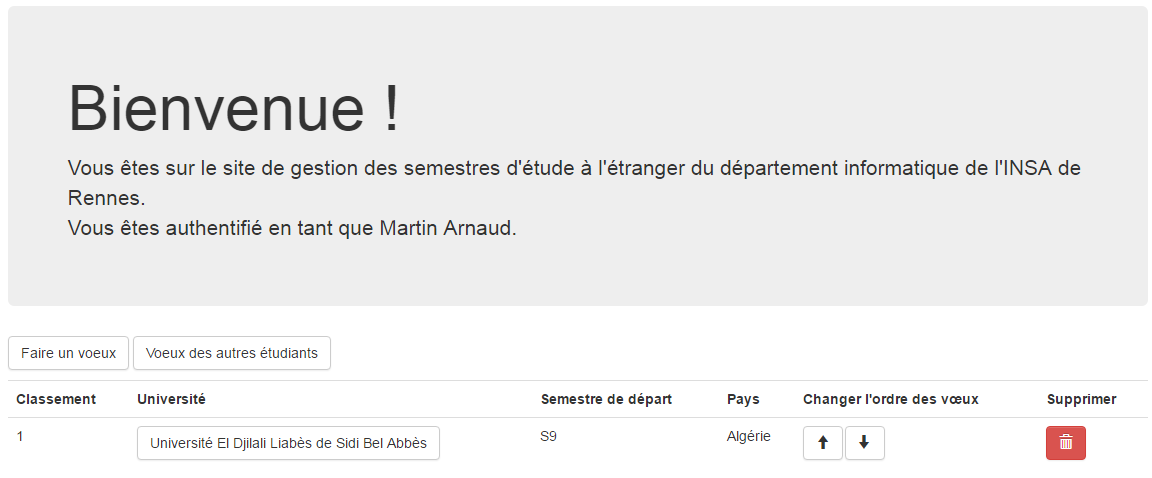 Bienvenue !
Vous êtes sur le site de gestion des semestres d'étude à l'étranger du département informatique de l'INSA de
Rennes.
Vous êtes authentifié en tant que Martin Arnaud.
Faire un voeux Voeux des autres étudiants
Classement Université Semestre de départ Pays Changer l'ordre des vœux Supprimer
1 Université El Djilali Liabès de Sidi Bel Abbès S9 Algérie